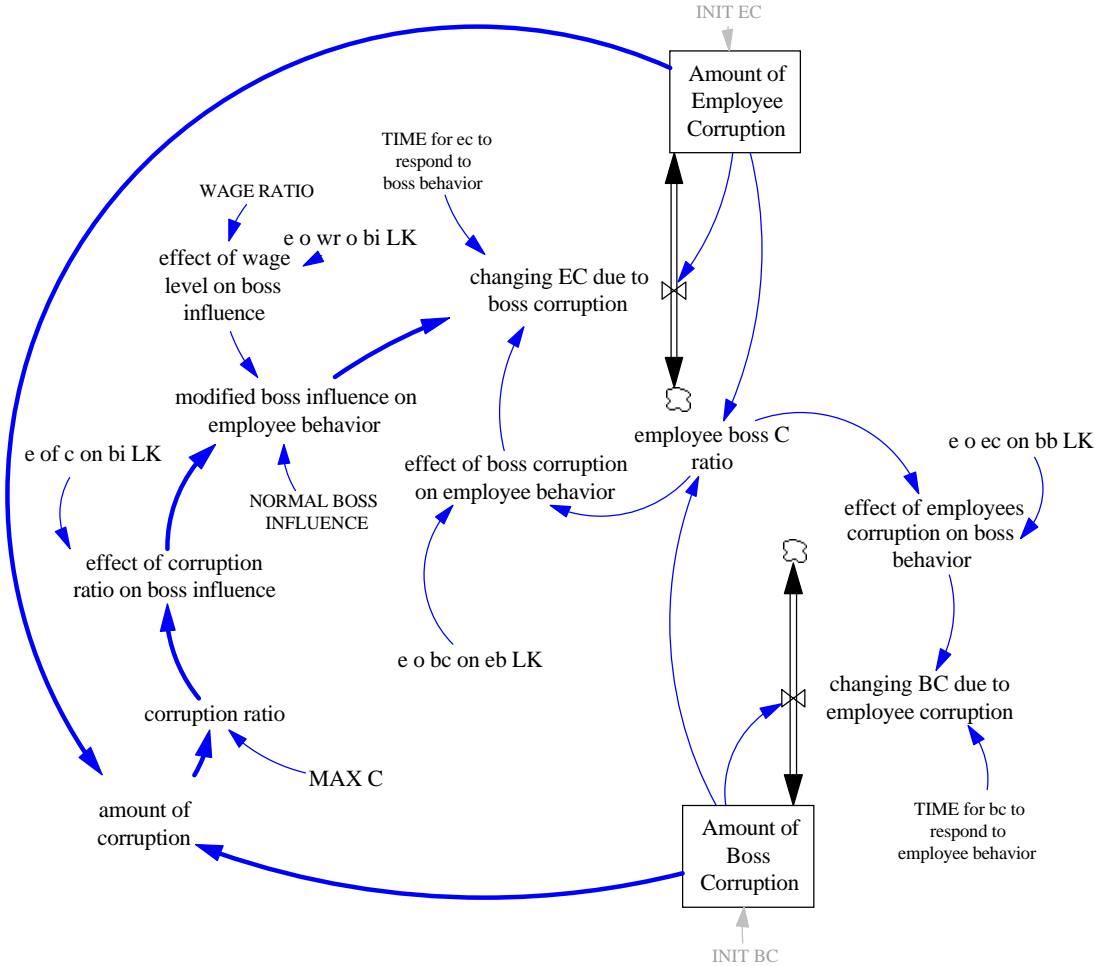 INIT EC
Amount of
Employee
Corruption
TIME for ec to
respond to
boss behavior
WAGE RATIO
e o wr o bi LK
effect of wage
level on boss
influence
changing EC due to
boss corruption
modified boss influence on
employee behavior
employee boss C
ratio
e o ec on bb LK
e of c on bi LK
effect of boss corruption
on employee behavior
NORMAL BOSS
INFLUENCE
effect of employees
corruption on boss
behavior
effect of corruption
ratio on boss influence
e o bc on eb LK
changing BC due to
employee corruption
corruption ratio
MAX C
amount of
corruption
Amount of
Boss
Corruption
TIME for bc to
respond to
employee behavior
INIT BC